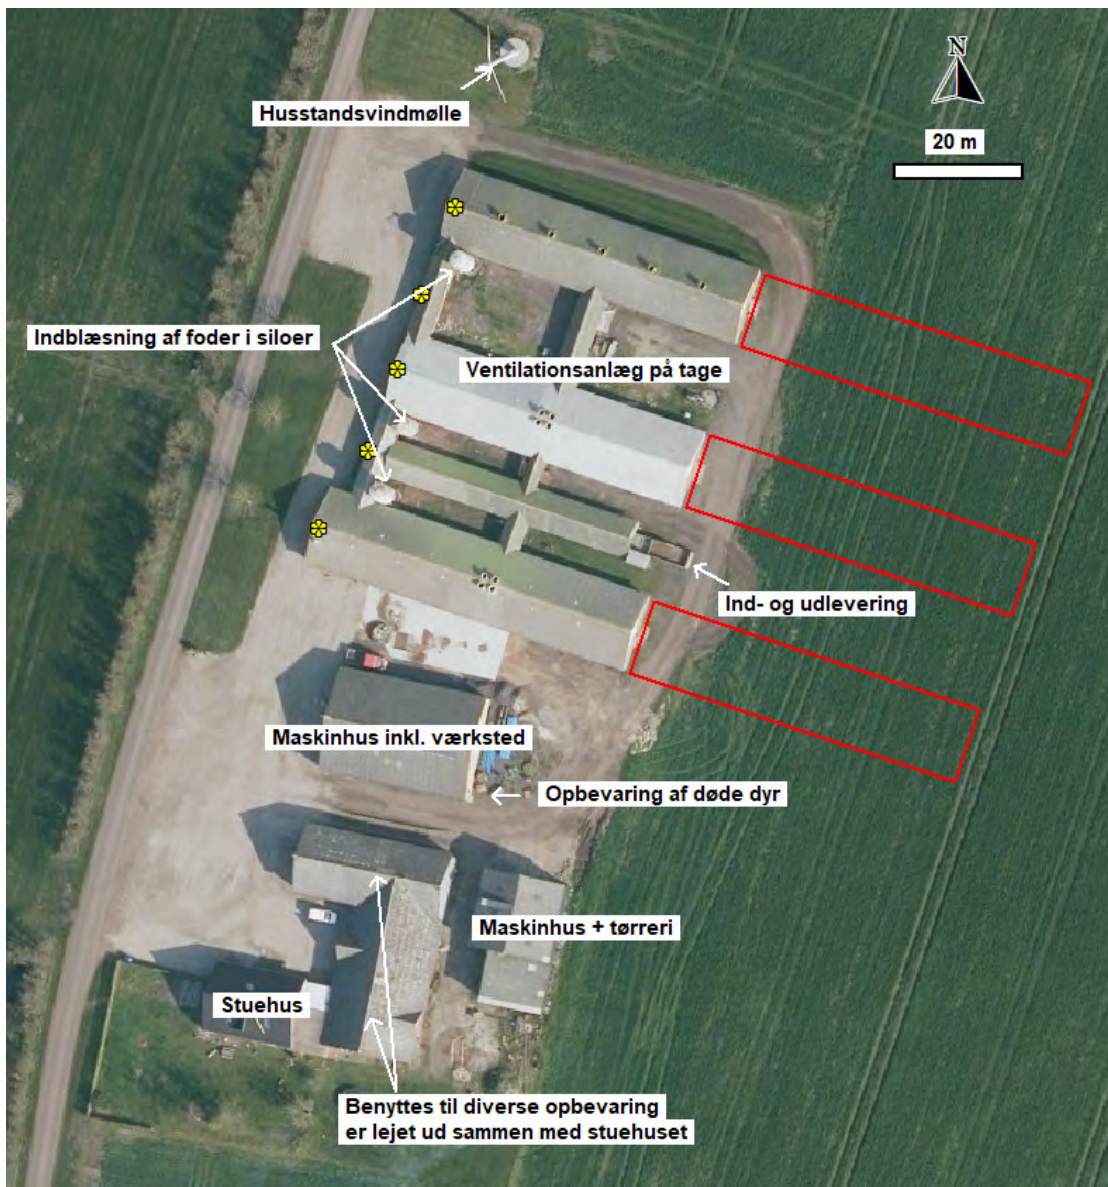 Husstandsvindmølle
N
20 m
Indblæsning af foder i siloer
Ventilationsanlæg på tage
Ind- og udlevering
Maskinhus inkl. værksted
Opbevaring af døde dyr
Maskinhus + tørreri
Stuehus
Benyttes til diverse opbevaring
er lejet ud sammen med stuehuset